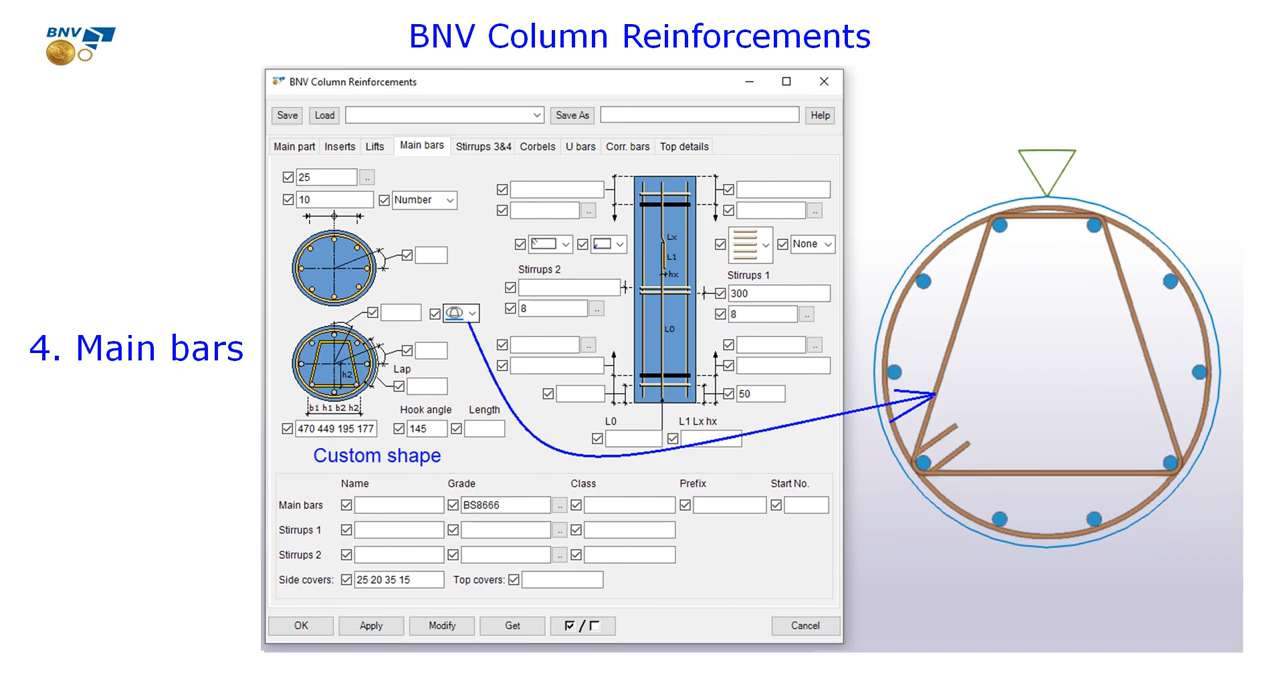 BNV
BNV Column Reinforcements
BNV Column Reinforcements
Save Load Save As Help
Main part Inserts Lifts Main bars Stirrups 3&4 Corbels U bars Corr. bars Top details
25 ..
10 Number
..
..
None
Lx
L1
hx
L0
Stirrups 2
Stirrups 1
300
8 ..
8 ..
4. Main bars
..
..
Lap
h2
50
b1 h1 b2 h2
Hook angle Length
470 449 195 177 145
L0 L1 Lx hx
Custom shape
Name Grade Class Prefix Start No.
Main bars BS8666 ..
Stirrups 1 ..
Stirrups 2 ..
Side covers: 25 20 35 15 Top covers:
OK Apply Modify Get / Cancel